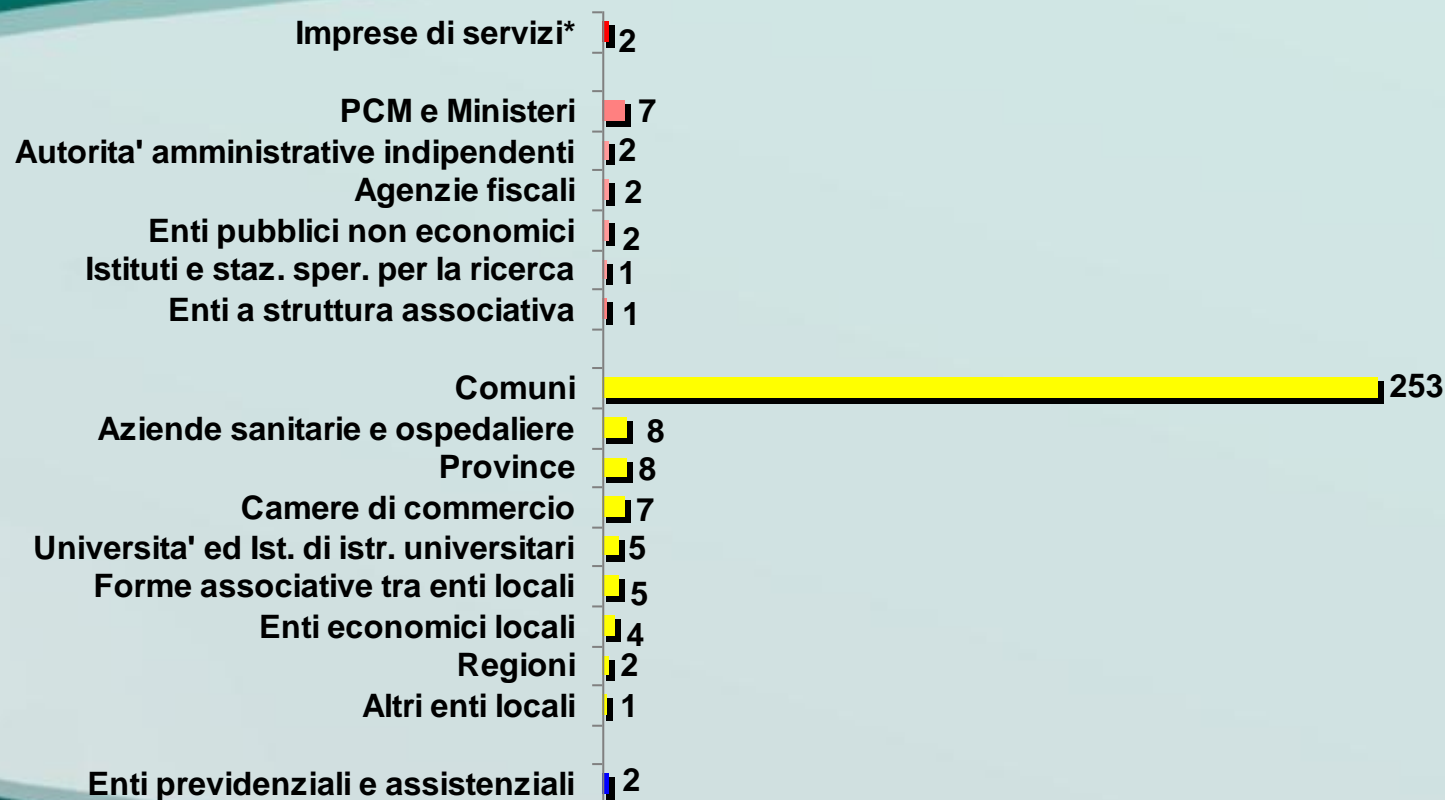 Imprese di servizi* 2
PCM e Ministeri 7
Autorita' amministrative indipendenti 2
Agenzie fiscali 2
Enti pubblici non economici 2
Istituti e staz. sper. per la ricerca 1
Enti a struttura associativa 1
Comuni 253
Aziende sanitarie e ospedaliere 8
Province 8
Camere di commercio 7
Universita' ed Ist. di istr. universitari 5
Forme associative tra enti locali 5
Enti economici locali 4
Regioni 2
Altri enti locali 1
Enti previdenziali e assistenziali 2